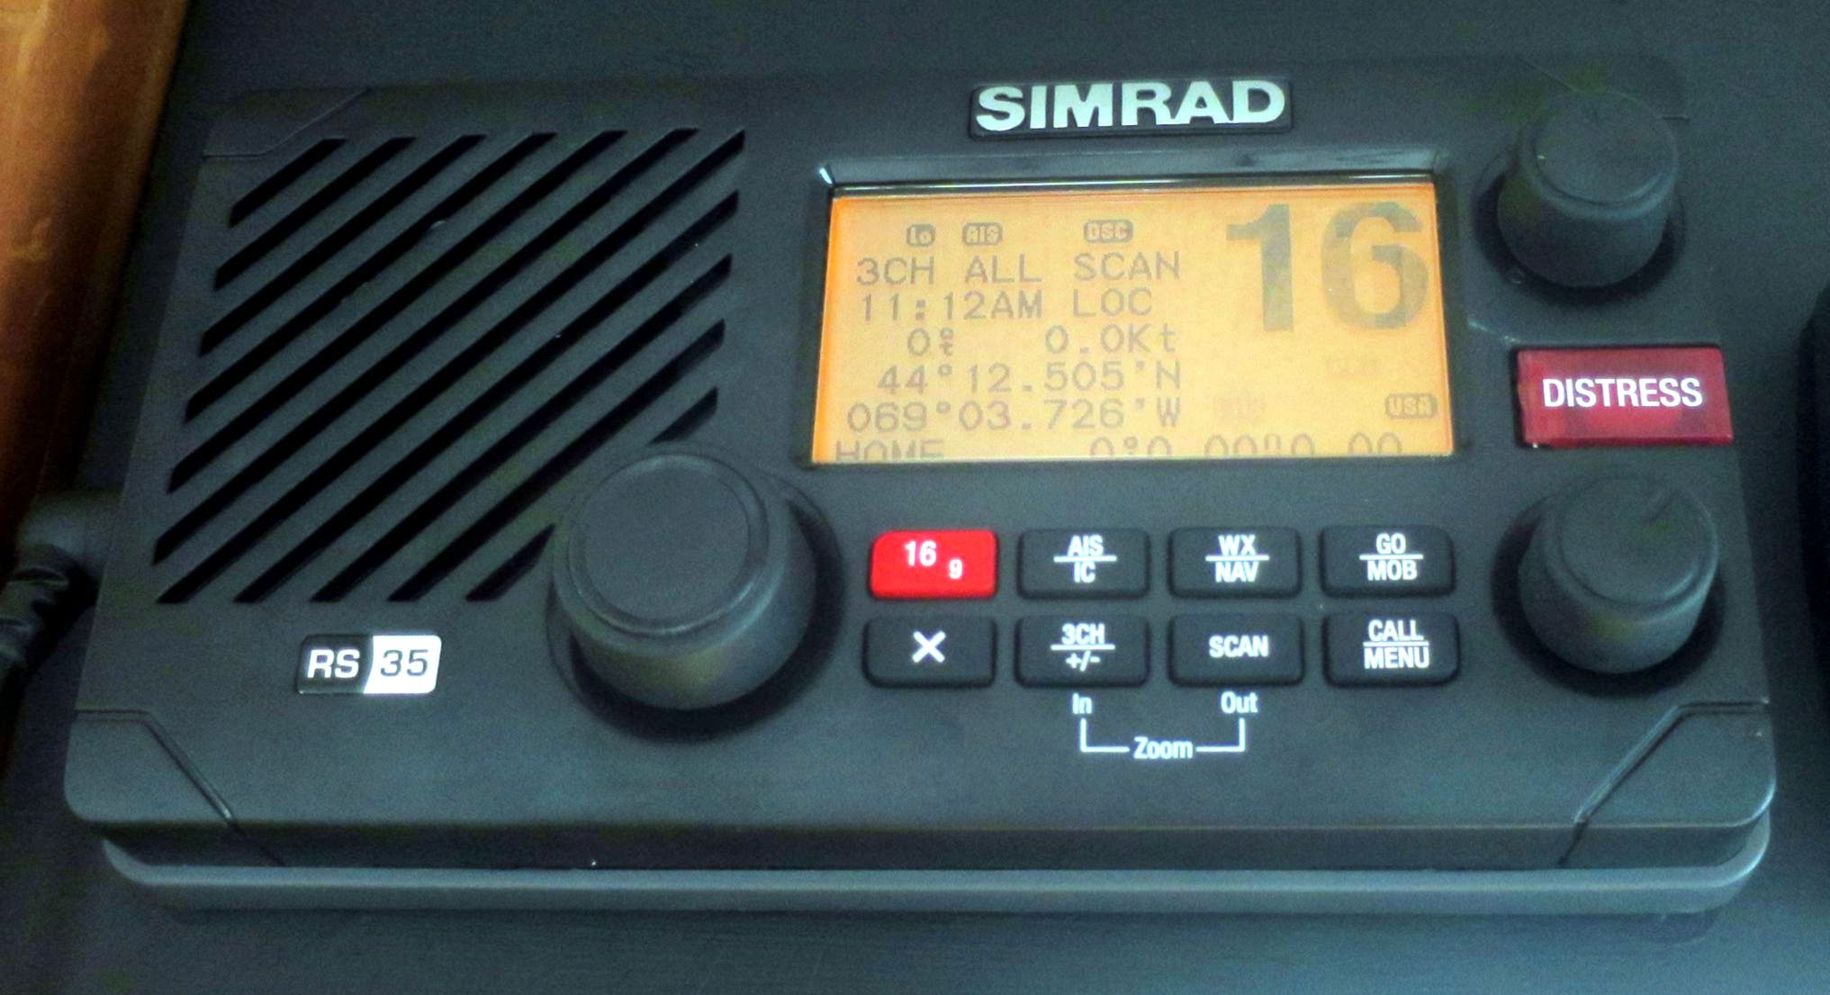 SIMRAD
Lo AIS DSC
16
3CH ALL SCAN
11:12AM LOC
0°T 0.0Kt
44°12.505'N
069°03.726'W
USA
HOME
DISTRESS
16 9
AIS
IC
WX
NAV
GO
MOB
X
3CH
+/-
SCAN
CALL
MENU
In Out
Zoom
RS 35